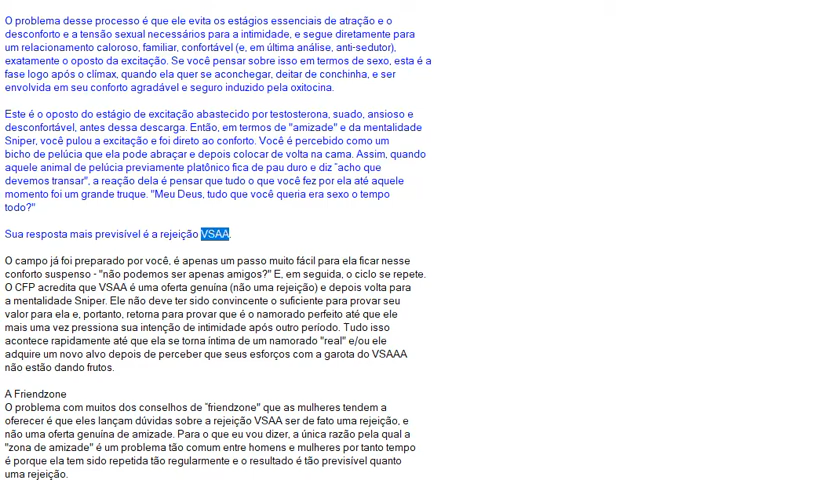 O problema desse processo é que ele evita os estágios essenciais de atração e o
desconforto e a tensão sexual necessários para a intimidade, e segue diretamente para
um relacionamento caloroso, familiar, confortável (e, em última análise, anti-sedutor),
exatamente o oposto da excitação. Se você pensar sobre isso em termos de sexo, esta é a
fase logo após o clímax, quando ela quer se aconchegar, deitar de conchinha, e ser
envolvida em seu conforto agradável e seguro induzido pela oxitocina.
Este é o oposto do estágio de excitação abastecido por testosterona, suado, ansioso e
desconfortável, antes dessa descarga. Então, em termos de "amizade" e da mentalidade
Sniper, você pulou a excitação e foi direto ao conforto. Você é percebido como um
bicho de pelúcia que ela pode abraçar e depois colocar de volta na cama. Assim, quando
aquele animal de pelúcia previamente platônico fica de pau duro e diz "acho que
devemos transar", a reação dela é pensar que tudo o que você fez por ela até aquele
momento foi um grande truque. "Meu Deus, tudo que você queria era sexo o tempo
todo?"
Sua resposta mais previsível é a rejeição VSAA.
O campo já foi preparado por você, é apenas um passo muito fácil para ela ficar nesse
conforto suspenso - "não podemos ser apenas amigos?" E, em seguida, o ciclo se repete.
O CFP acredita que VSAA é uma oferta genuína (não uma rejeição) e depois volta para
a mentalidade Sniper. Ele não deve ter sido convincente o suficiente para provar seu
valor para ela e, portanto, retorna para provar que é o namorado perfeito até que ele
mais uma vez pressiona sua intenção de intimidade após outro período. Tudo isso
acontece rapidamente até que ela se torna íntima de um namorado "real" e/ou ele
adquire um novo alvo depois de perceber que seus esforços com a garota do VSAAA
não estão dando frutos.
A Friendzone
O problema com muitos dos conselhos de "friendzone" que as mulheres tendem a
oferecer é que eles lançam dúvidas sobre a rejeição VSAA ser de fato uma rejeição, e
não uma oferta genuína de amizade. Para o que eu vou dizer, a única razão pela qual a
"zona de amizade" é um problema tão comum entre homens e mulheres por tanto tempo
é porque ela tem sido repetida tão regularmente e o resultado é tão previsível quanto
uma rejeição.